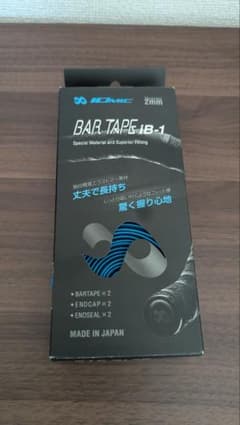 IOMIC
2mm
BAR TAPE IB-1
Special Material and Superior Fitting
丈夫で長持ち
驚く握り心地
• BARTAPE × 2
• ENDCAP × 2
• ENDSEAL × 2
MADE IN JAPAN